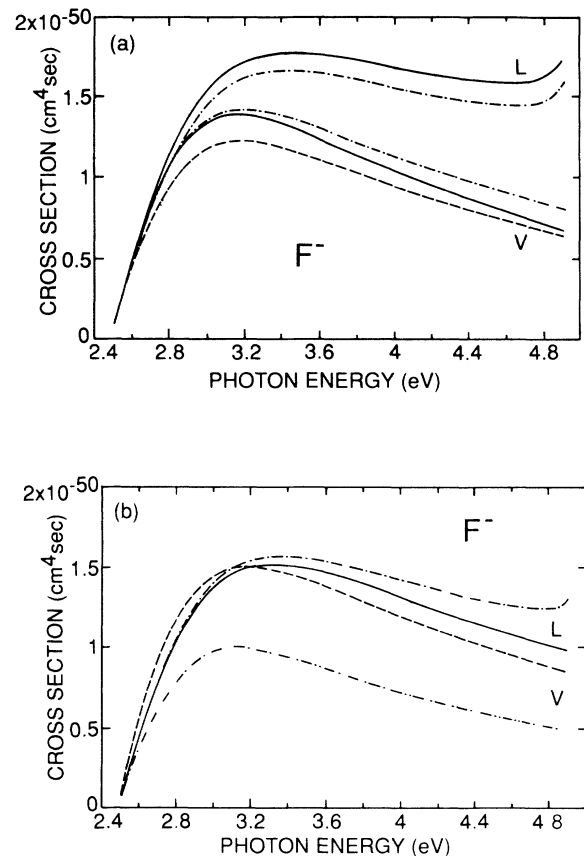 (a)
2x10-50
1.5
1
0.5
0
CROSS SECTION (cm4sec)
L
V
F-
2.4 2.8 3.2 3.6 4 4.4 4.8
PHOTON ENERGY (eV)
(b)
F-
2x10-50
1.5
1
0.5
0
CROSS SECTION (cm4sec)
L
V
2.4 2.8 3.2 3.6 4 4.4 4 8
PHOTON ENERGY (eV)